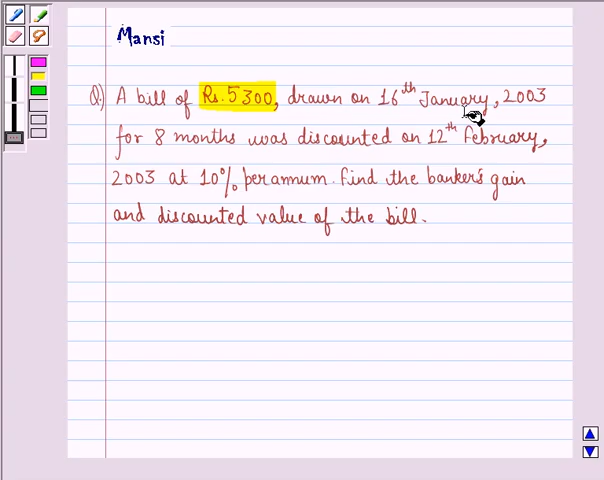 Mansi
Q.) A bill of Rs. 5300, drawn on 16th January, 2003
for 8 months was discounted on 12th February,
2003 at 10% per annum. Find the banker's gain
and discounted value of the bill.